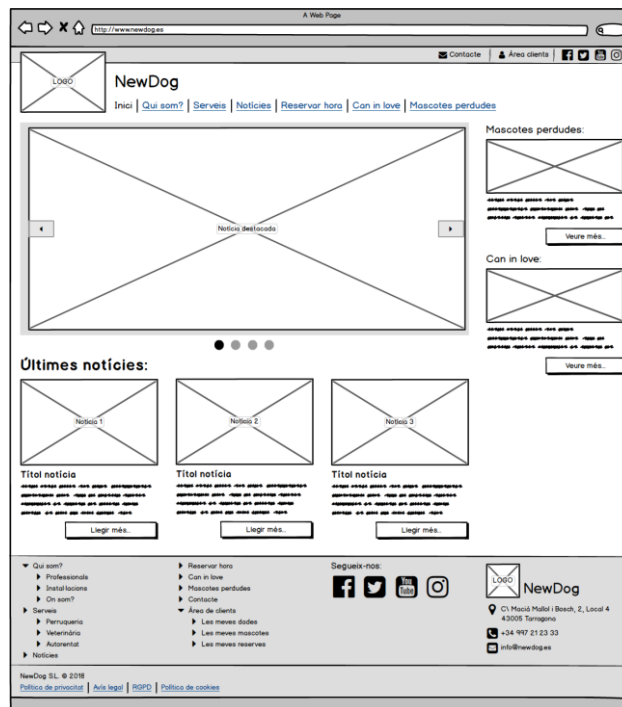 A Web Page
http://www.newdog.es
Contacte | Àrea clients
LOGO
NewDog
Inici | Qui som? | Serveis | Notícies | Reservar hora | Can in love | Mascotes perdudes
Notícia destacada
Mascotes perdudes:
Veure més..
Can in love:
Veure més..
Últimes notícies:
Notícia 1
Notícia 2
Notícia 3
Títol notícia
Títol notícia
Títol notícia
Llegir més..
Llegir més..
Llegir més..
Qui som?
Professionals
Instal·lacions
On som?
Serveis
Perruqueria
Veterinària
Autorentat
Notícies
Reservar hora
Can in love
Mascotes perdudes
Contacte
Àrea de clients
Les meves dades
Les meves mascotes
Les meves reserves
Segueix-nos:
You Tube
LOGO
NewDog
C\ Macià Mallol i Bosch, 2, Local 4
43005 Tarragona
+34 997 21 23 33
info@newdog.es
NewDog S.L. © 2018
Política de privacitat | Avís legal | RGPD | Política de cookies